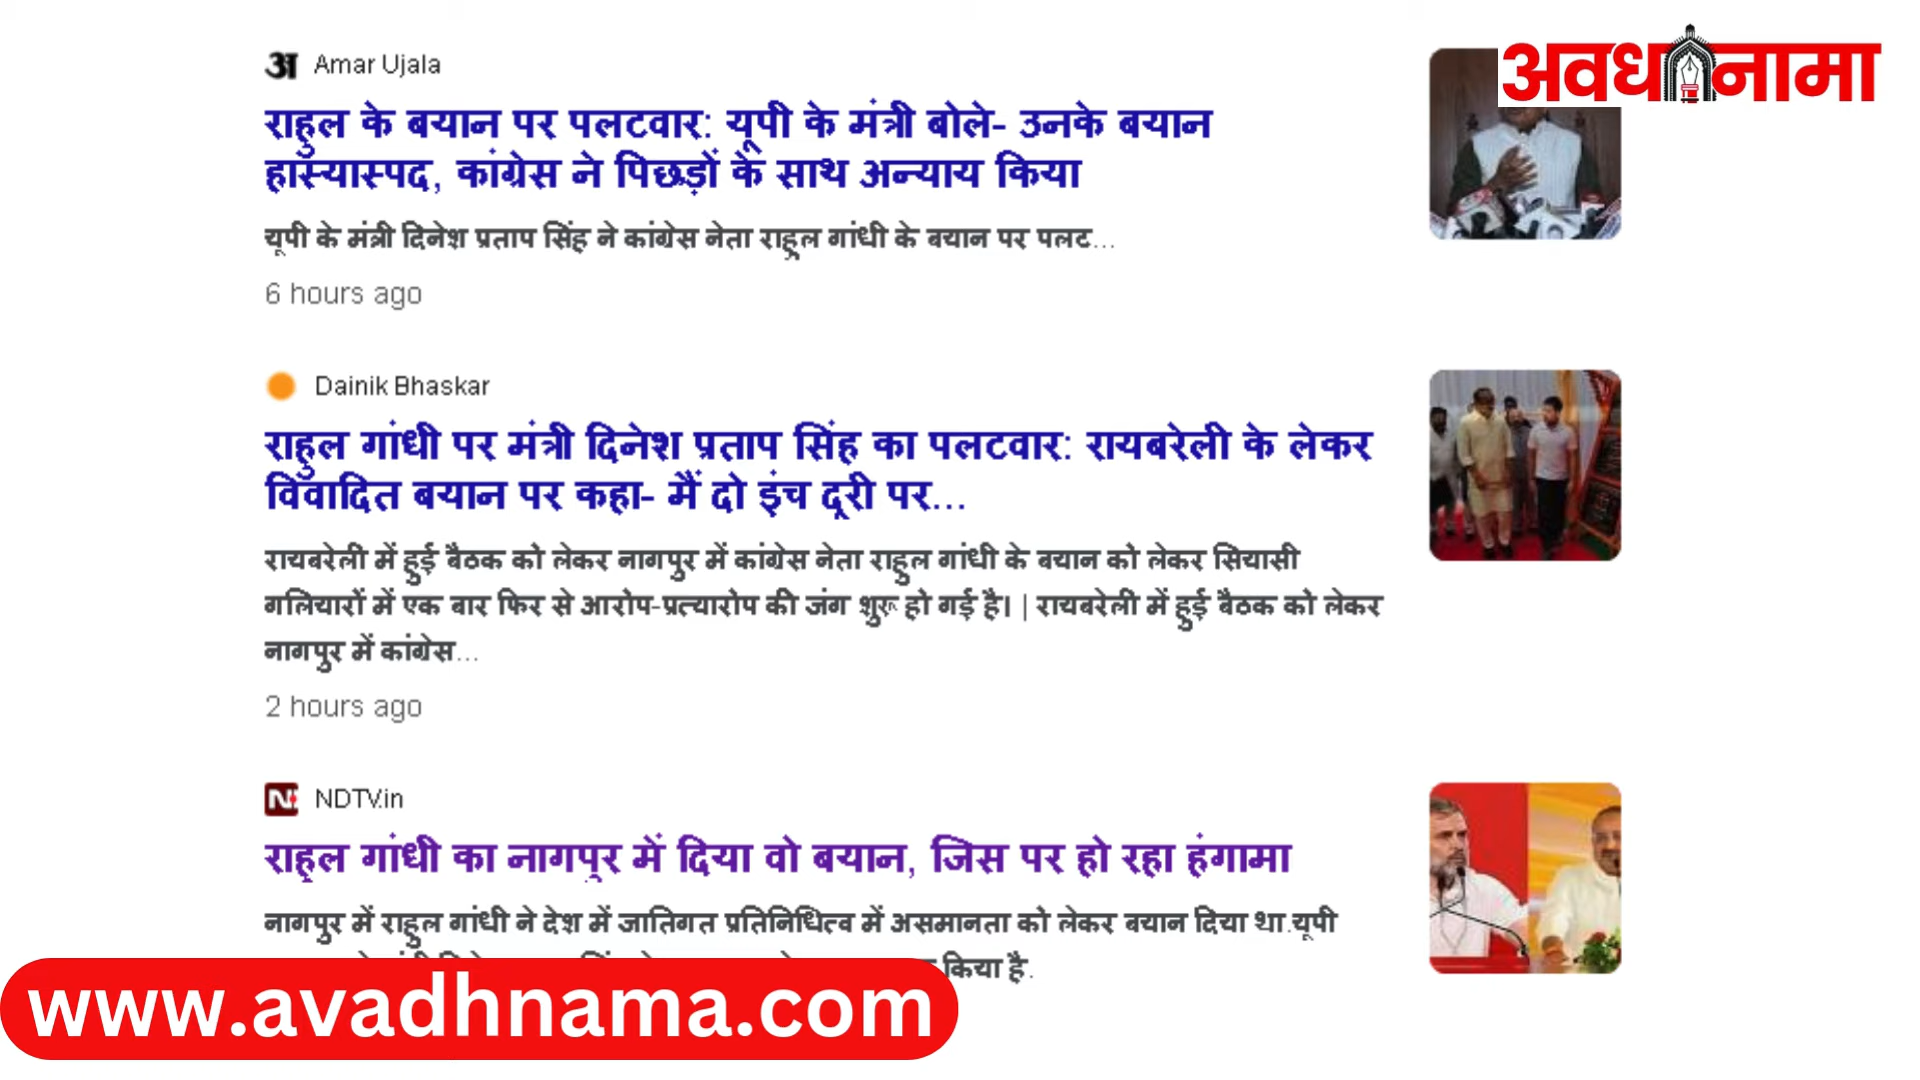 अवधनामा
Amar Ujala
राहुल के बयान पर पलटवार: यूपी के मंत्री बोले- उनके बयान
हास्यास्पद, कांग्रेस ने पिछड़ों के साथ अन्याय किया
यूपी के मंत्री दिनेश प्रताप सिंह ने कांग्रेस नेता राहुल गांधी के बयान पर पलट...
6 hours ago
Dainik Bhaskar
राहुल गांधी पर मंत्री दिनेश प्रताप सिंह का पलटवार: रायबरेली के लेकर
विवादित बयान पर कहा- मैं दो इंच दूरी पर...
रायबरेली में हुई बैठक को लेकर नागपुर में कांग्रेस नेता राहुल गांधी के बयान को लेकर सियासी
गलियारों में एक बार फिर से आरोप-प्रत्यारोप की जंग शुरू हो गई है। | रायबरेली में हुई बैठक को लेकर
नागपुर में कांग्रेस...
2 hours ago
NDTV.in
राहुल गांधी का नागपुर में दिया वो बयान, जिस पर हो रहा हंगामा
नागपुर में राहुल गांधी ने देश में जातिगत प्रतिनिधित्व में असमानता को लेकर बयान दिया था.यूपी
किया है.
www.avadhnama.com